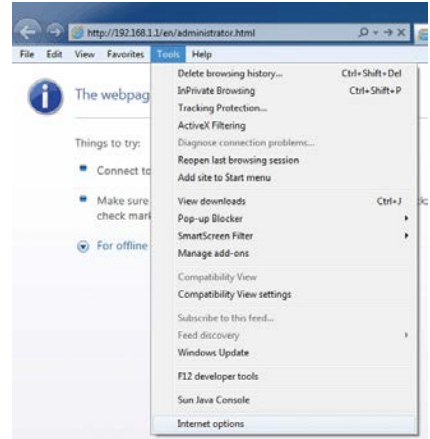 http://192.168.1.1/en/administrator.html
File Edit View Favorites Tools Help
The webpag
Things to try:
Connect to
Make sure
check mark
For offline
Delete browsing history... Ctrl+Shift+Del
InPrivate Browsing Ctrl+Shift+P
Tracking Protection...
ActiveX Filtering
Diagnose connection problems...
Reopen last browsing session
Add site to Start menu
View downloads Ctrl+J
Pop-up Blocker
SmartScreen Filter
Manage add-ons
Compatibility View
Compatibility View settings
Subscribe to this feed...
Feed discovery
Windows Update
F12 developer tools
Sun Java Console
Internet options